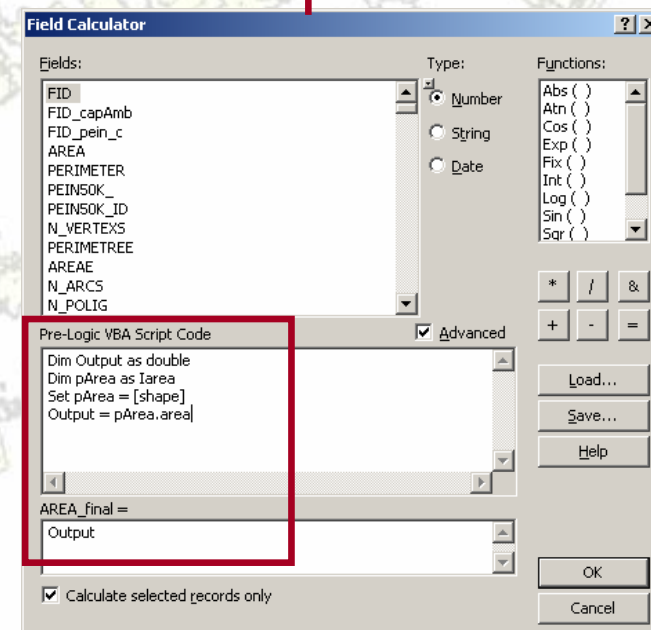 Field Calculator
Fields:
FID
FID_capAmb
FID_pein_c
AREA
PERIMETER
PEIN50K_
PEIN50K_ID
N_VERTEXS
PERIMETREE
AREAE
N_ARCS
N_POLIG
Type:
Number
String
Date
Functions:
Abs ( )
Atn ( )
Cos ( )
Exp ( )
Fix ( )
Int ( )
Log ( )
Sin ( )
Sqr ( )
* / &
+ - =
Pre-Logic VBA Script Code
Advanced
Dim Output as double
Dim pArea as Iarea
Set pArea = [shape]
Output = pArea.area
Load...
Save...
Help
AREA_final =
Output
Calculate selected records only
OK
Cancel